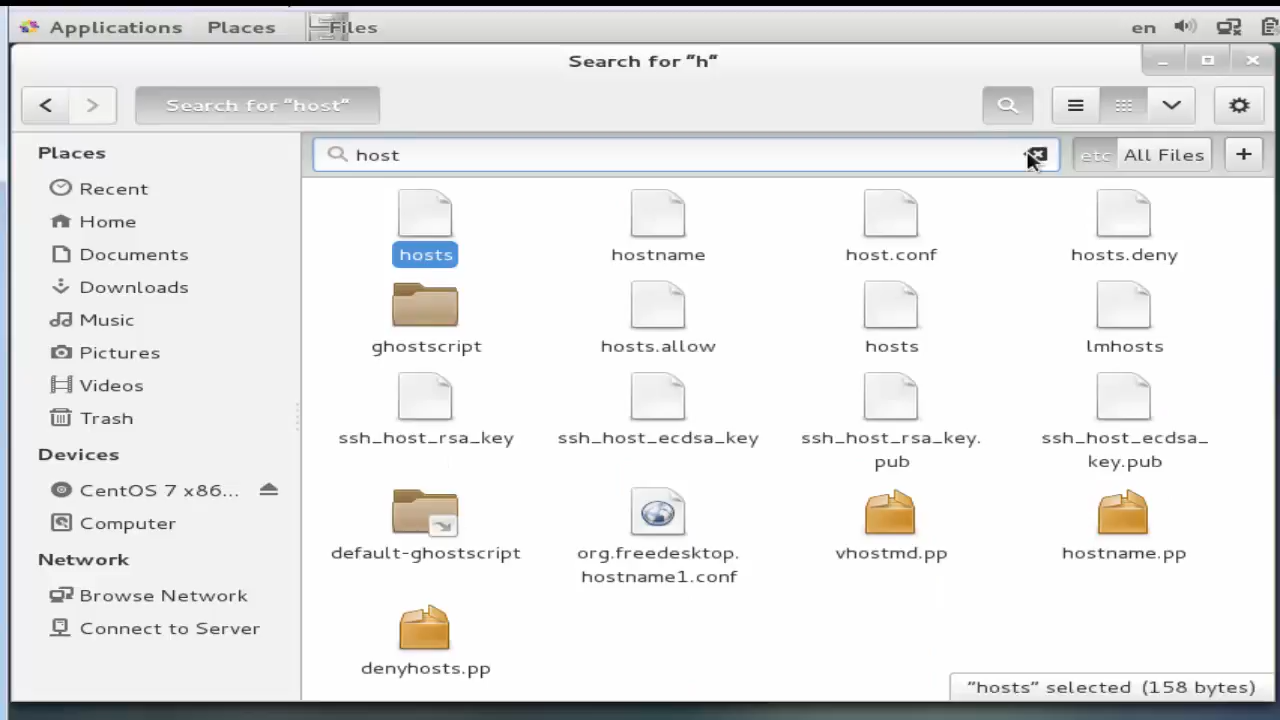 Applications Places Files en
Search for "h"
Search for "host"
host etc All Files +
Places
Recent
Home
Documents
Downloads
Music
Pictures
Videos
Trash
Devices
CentOS 7 x86...
Computer
Network
Browse Network
Connect to Server
hosts hostname host.conf hosts.deny
ghostscript hosts.allow hosts lmhosts
ssh_host_rsa_key ssh_host_ecdsa_key ssh_host_rsa_key. ssh_host_ecdsa_
pub key.pub
default-ghostscript org.freedesktop. vhostmd.pp hostname.pp
hostname1.conf
denyhosts.pp
"hosts" selected (158 bytes)